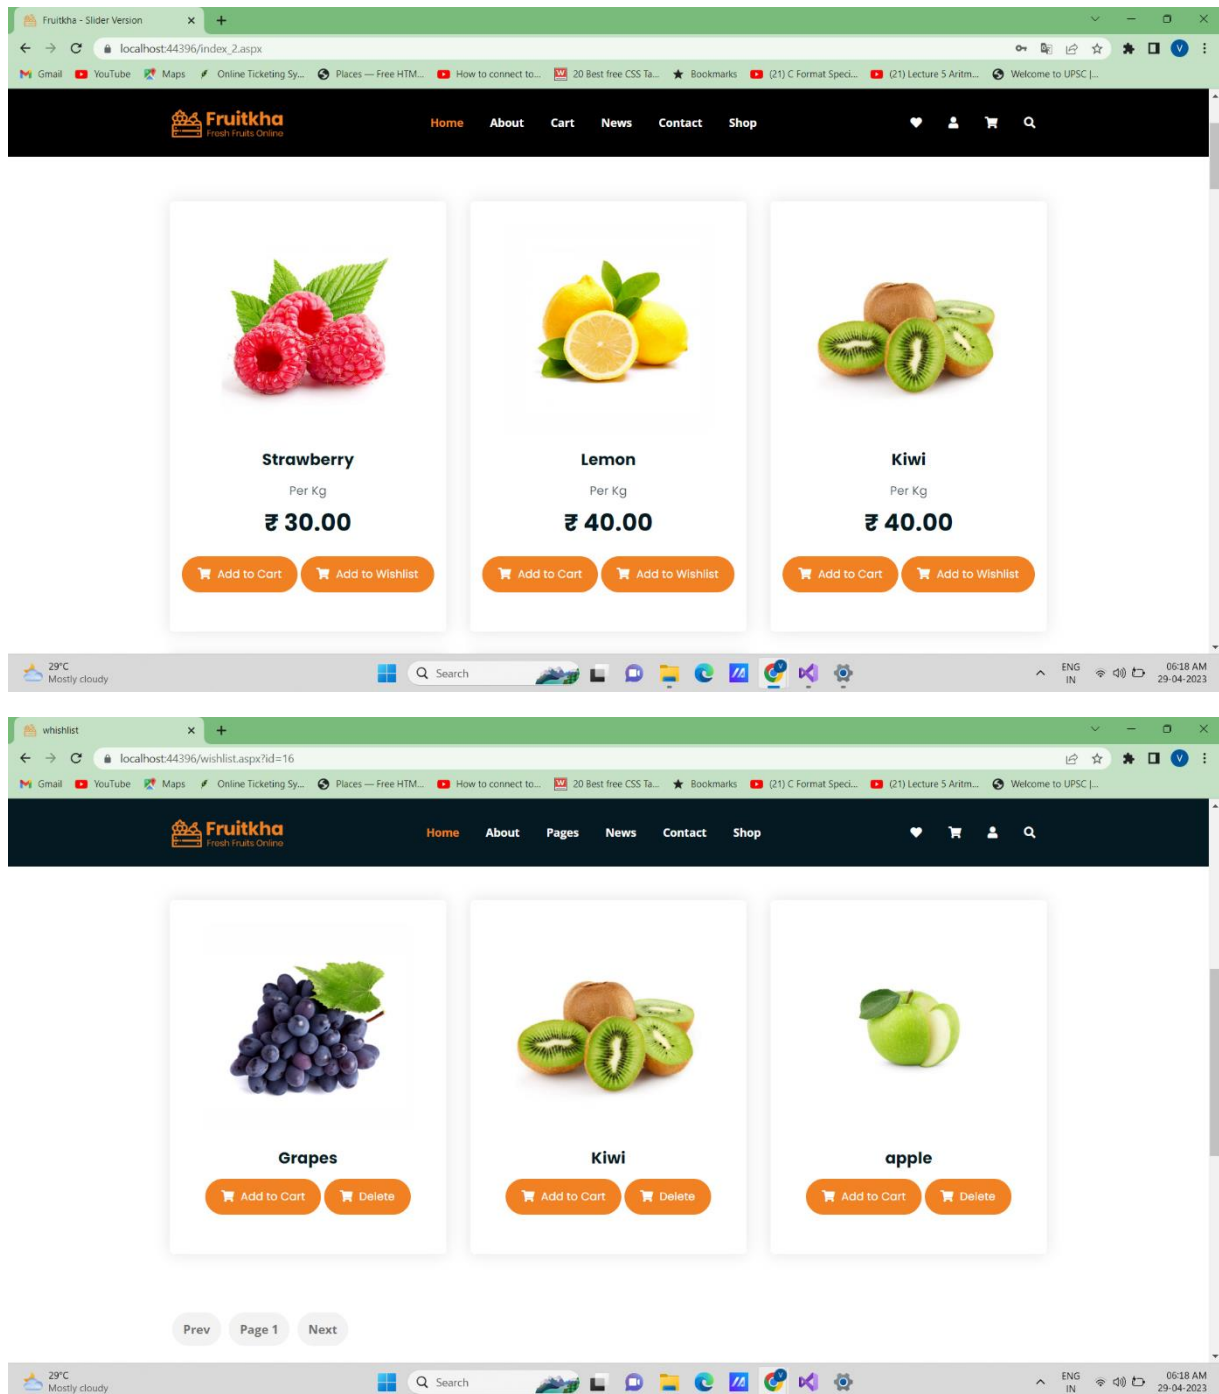 Fruitkha - Slider Version
localhost:44396/index_2.aspx
Gmail YouTube Maps Online Ticketing Sy... Places — Free HTM... How to connect to... 20 Best free CSS Ta... Bookmarks (21) C Format Speci... (21) Lecture 5 Aritm... Welcome to UPSC |...
Fruitkha
Fresh Fruits Online
Home About Cart News Contact Shop
Strawberry Lemon Kiwi
Per Kg Per Kg Per Kg
₹ 30.00 ₹ 40.00 ₹ 40.00
Add to Cart Add to Wishlist Add to Cart Add to Wishlist Add to Cart Add to Wishlist
29°C
Mostly cloudy
Search
ENG
IN
06:18 AM
29-04-2023
whishlist
localhost:44396/wishlist.aspx?id=16
Gmail YouTube Maps Online Ticketing Sy... Places — Free HTM... How to connect to... 20 Best free CSS Ta... Bookmarks (21) C Format Speci... (21) Lecture 5 Aritm... Welcome to UPSC |...
Fruitkha
Fresh Fruits Online
Home About Pages News Contact Shop
Grapes Kiwi apple
Add to Cart Delete Add to Cart Delete Add to Cart Delete
Prev Page 1 Next
29°C
Mostly cloudy
Search
ENG
IN
06:18 AM
29-04-2023